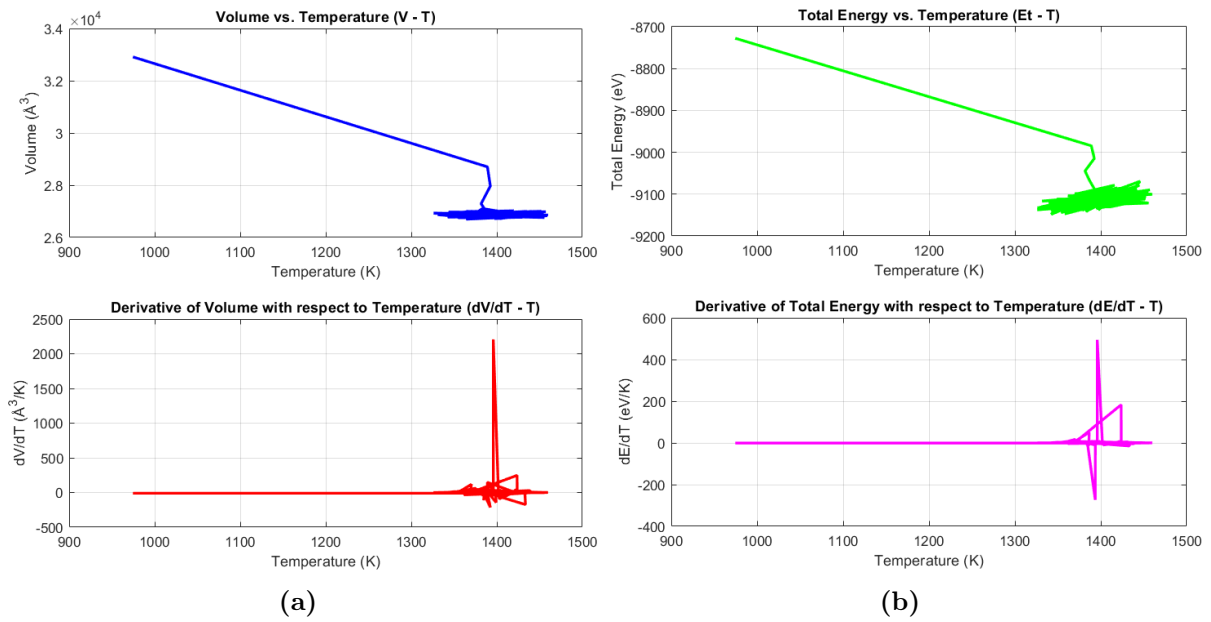 Volume vs. Temperature (V - T)
×10⁴
3.4
3.2
3
2.8
2.6
Volume (Å³)
900 1000 1100 1200 1300 1400 1500
Temperature (K)
Total Energy vs. Temperature (Et - T)
-8700
-8800
-8900
-9000
-9100
-9200
Total Energy (eV)
900 1000 1100 1200 1300 1400 1500
Temperature (K)
Derivative of Volume with respect to Temperature (dV/dT - T)
2500
2000
1500
1000
500
0
-500
dV/dT (Å³/K)
900 1000 1100 1200 1300 1400 1500
Temperature (K)
Derivative of Total Energy with respect to Temperature (dE/dT - T)
600
400
200
0
-200
-400
dE/dT (eV/K)
900 1000 1100 1200 1300 1400 1500
Temperature (K)
(a)
(b)